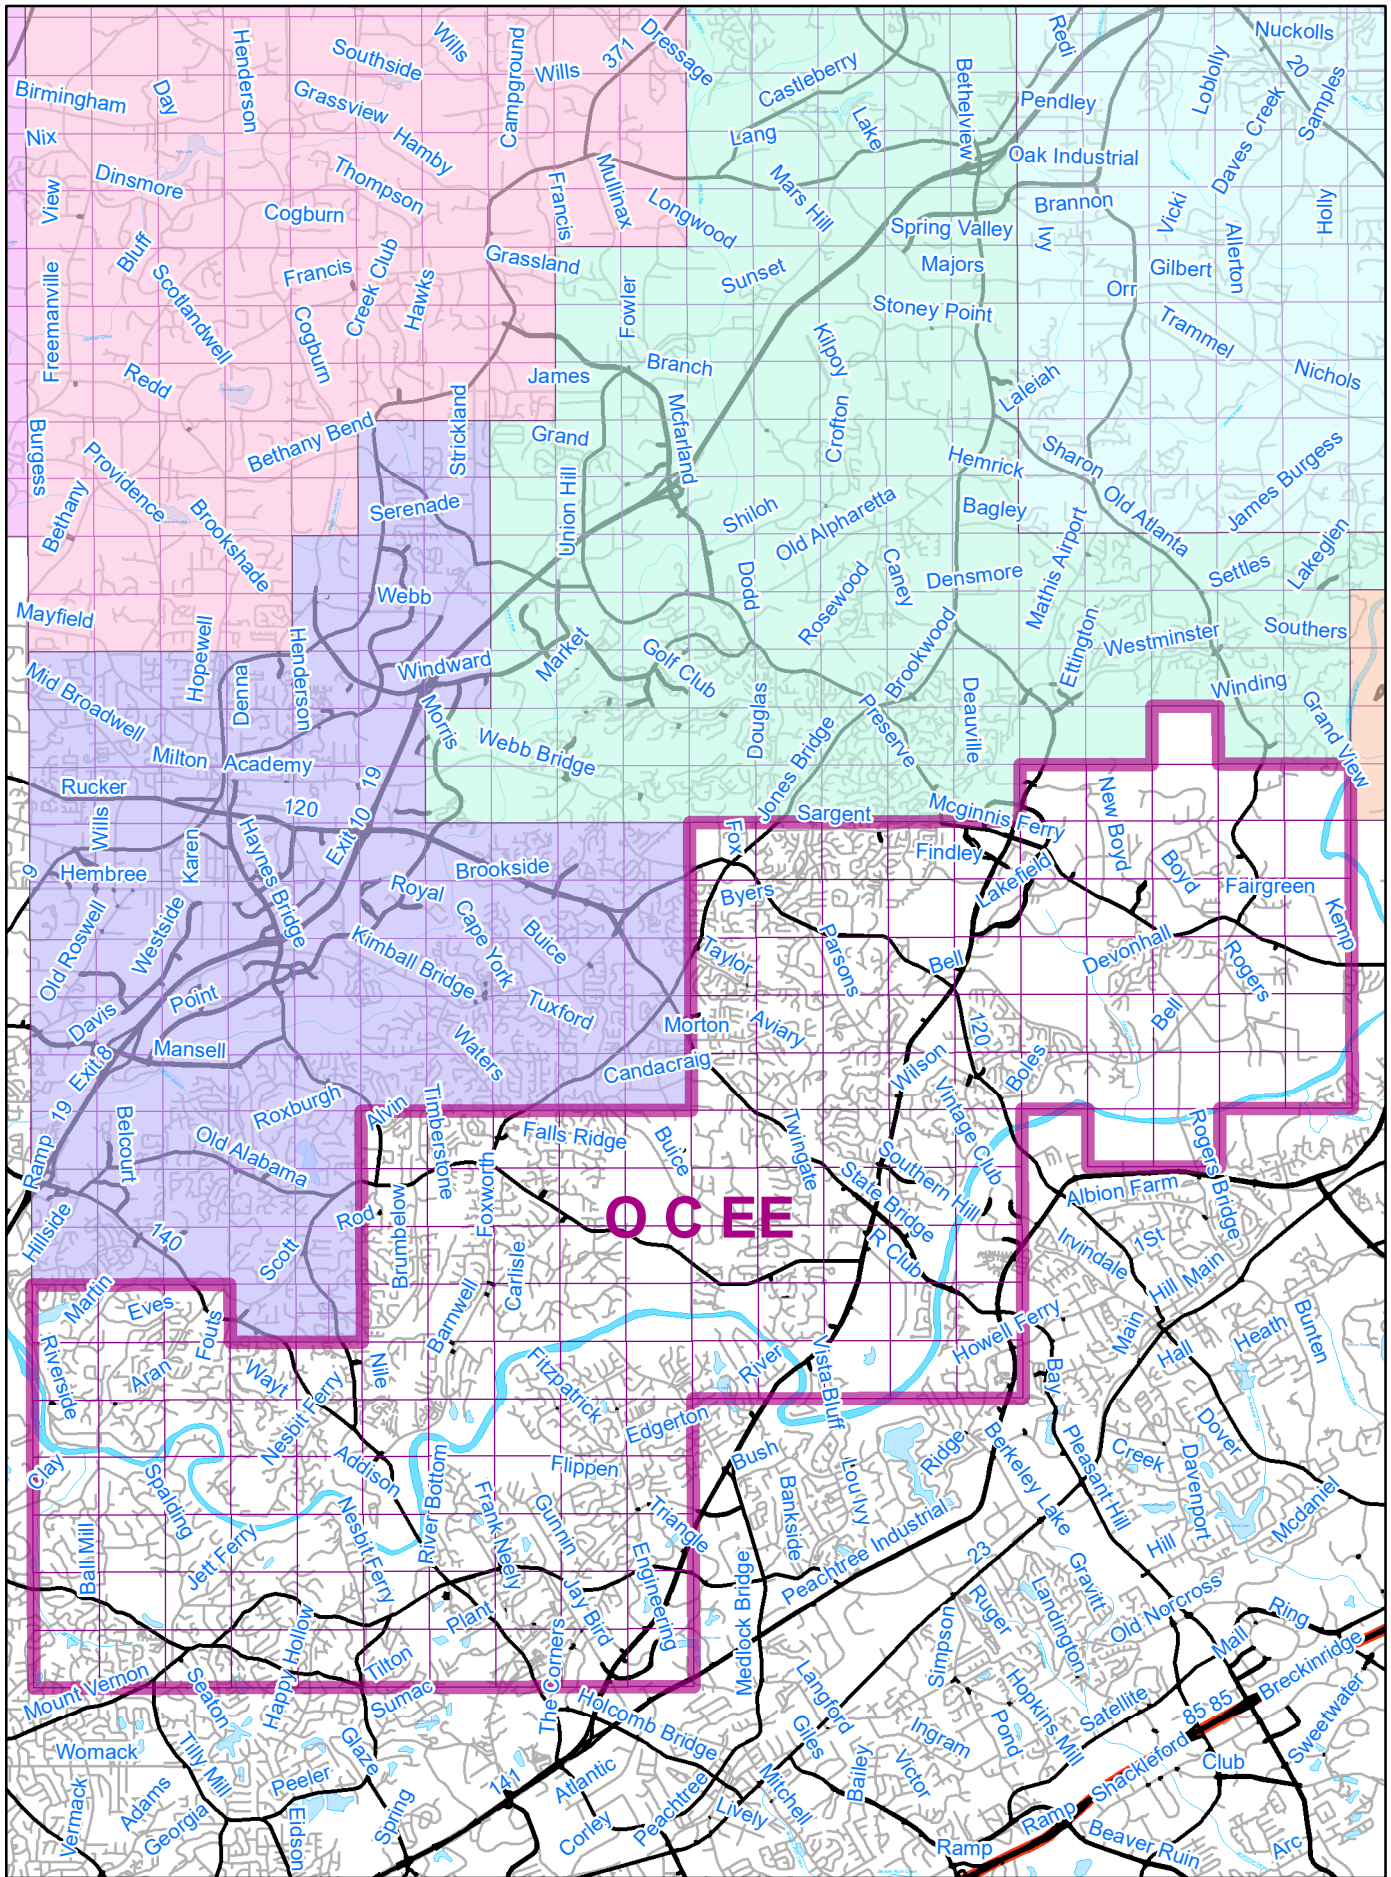 Nuckolls
Redi
Dressage
Wills
Henderson
Southside
371
Campground
Wills
20
Loblolly
Samples
Castleberry
Bethelview
Birmingham
Day
Grassview
Pendley
Daves Creek
Nix
Hamby
Lang
Lake
Oak Industrial
View
Dinsmore
Thompson
Francis
Mullinax
Longwood
Mars Hill
Brannon
Vicki
Holly
Cogburn
Spring Valley
Ivy
Allerton
Bluff
Creek Club
Grassland
Sunset
Majors
Gilbert
Freemanville
Scotlandwell
Francis
Hawks
Fowler
Orr
Cogburn
Stoney Point
Kilpoy
Trammel
Redd
James
Branch
Nichols
Laleiah
Strickland
Mcfarland
Crofton
Burgess
Bethany Bend
Grand
Hemrick
Sharon
James Burgess
Providence
Bethany
Serenade
Union Hill
Shiloh
Old Alpharetta
Bagley
Old Atlanta
Brookshade
Mathis Airport
Lakeglen
Settles
Caney
Densmore
Dodd
Rosewood
Webb
Mayfield
Southers
Hopewell
Henderson
Market
Golf Club
Brookwood
Ettington
Westminster
Windward
Mid Broadwell
Denna
Winding
Morris
Douglas
Deauville
Grand View
Preserve
Webb Bridge
Jones Bridge
Milton
Academy
19
Rucker
120
Sargent
Mcginnis Ferry
New Boyd
Wills
Karen
Haynes Bridge
Exit 10
Fox
Findley
9
Hembree
Brookside
Royal
Byers
Lakefield
Boyd
Fairgreen
Old Roswell
Westside
Cape York
Buice
Kemp
Kimball Bridge
Taylor
Parsons
Bell
Devonhall
Rogers
Point
Davis
Tuxford
Morton
Avian
Bell
120
Mansell
Exit 8
Waters
Candacraig
Wilson
Boles
19
Belcourt
Roxburgh
Alvin
Timberstone
Vintage Club
Falls Ridge
Buice
Twingate
Rogers Bridge
Old Alabama
Ramp
Foxworth
Southern Hill
State Bridge
Albion Farm
Rod
O C EE
Brumbelow
Hillside
140
R Club
Irvindale
1St
Carlisle
Scott
Hill Main
Martin
Eves
Barnwell
Fouts
Howell Ferry
Main
Bunten
Heath
Riverside
Aran
Wayt
Nile
Fitzpatrick
River
Vista Bluff
Hall
Bay
Nesbit Ferry
Edgerton
Dover
Clay
Spalding
Addison
River Bottom
Flippen
Bush
Ridge
Berkeley Lake
Pleasant Hill
Creek
Davenport
Lou Ivy
Bankside
Frank Neely
Gunnin
Triangle
Mcdaniel
Ball Mill
Jett Ferry
Nesbit Ferry
Engineering
Medlock Bridge
Peachtree Industrial
23
Hill
Gravitt
Jay Bird
Plant
Happy Hollow
Ruger
Landington
Old Norcross
Ring
Simpson
Mall
Breckinridge
Mount Vernon
Seaton
Tilton
Sumac
The Corners
Holcomb Bridge
Langford
Hopkins Mill
Satellite
85
85
Sweetwater
Womack
Tilly Mill
Glaze
Giles
Ingram
Pond
Shackleford
Club
Vermack
Adams
Georgia
Peeler
Eidson
Spring
141
Atlantic
Corley
Peachtree
Lively
Mitchell
Bailey
Victor
Ramp
Ramp
Beaver Ruin
Arc